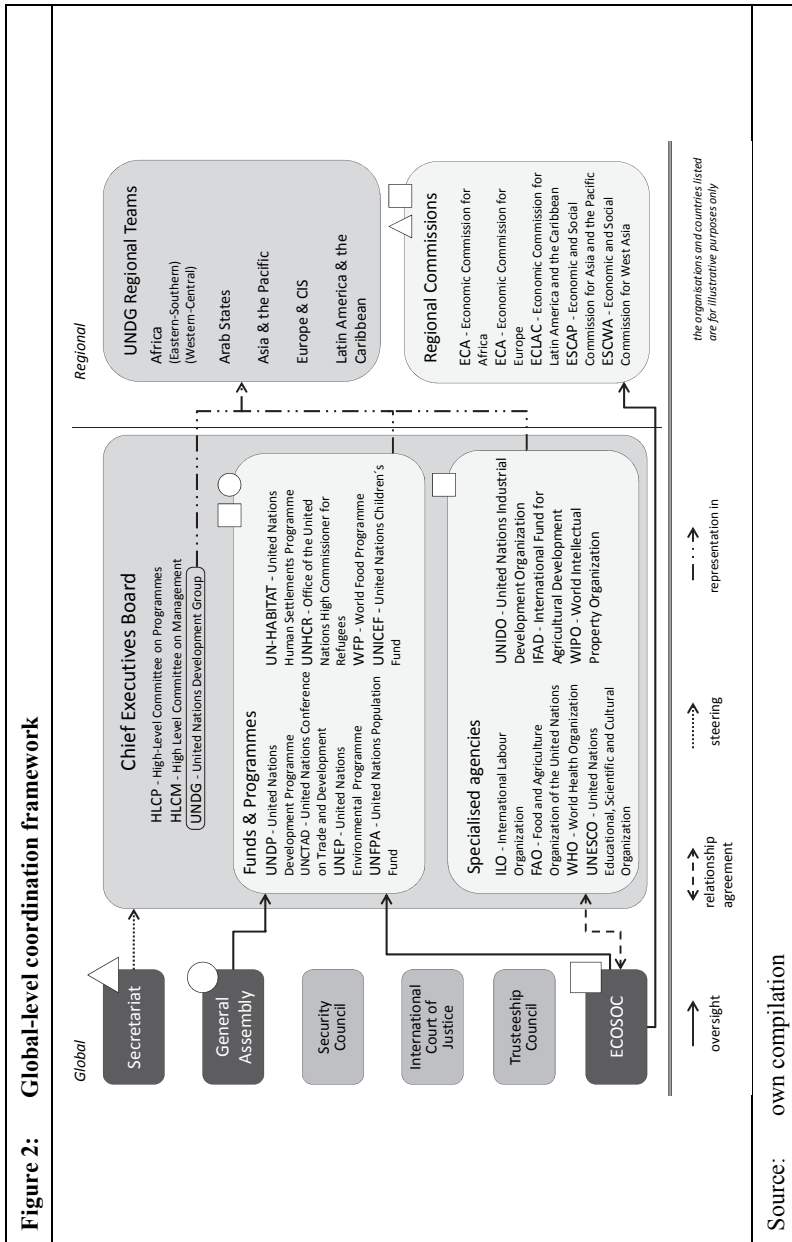 Figure 2: Global-level coordination framework
Global
Regional
Secretariat
General
Assembly
Security
Council
International
Court of
Justice
Trusteeship
Council
ECOSOC
Chief Executives Board
HLCP - High-Level Committee on Programmes
HLCM - High Level Committee on Management
UNDG - United Nations Development Group
Funds & Programmes
UNDP - United Nations
Development Programme
UNCTAD - United Nations Conference
on Trade and Development
UNEP - United Nations
Environmental Programme
UNFPA - United Nations Population
Fund
UN-HABITAT - United Nations
Human Settlements Programme
UNHCR - Office of the United
Nations High Commissioner for
Refugees
WFP - World Food Programme
UNICEF - United Nations Children´s
Fund
Specialised agencies
ILO - International Labour
Organization
FAO - Food and Agriculture
Organization of the United Nations
WHO - World Health Organization
UNESCO - United Nations
Educational, Scientific and Cultural
Organization
UNIDO - United Nations Industrial
Development Organization
IFAD - International Fund for
Agricultural Development
WIPO - World Intellectual
Property Organization
UNDG Regional Teams
Africa
(Eastern-Southern)
(Western-Central)
Arab States
Asia & the Pacific
Europe & CIS
Latin America & the
Caribbean
Regional Commissions
ECA - Economic Commission for
Africa
ECA - Economic Commission for
Europe
ECLAC - Economic Commission for
Latin America and the Caribbean
ESCAP - Economic and Social
Commission for Asia and the Pacific
ESCWA - Economic and Social
Commission for West Asia
oversight
relationship
agreement
steering
representation in
the organisations and countries listed
are for illustrative purposes only
Source: own compilation